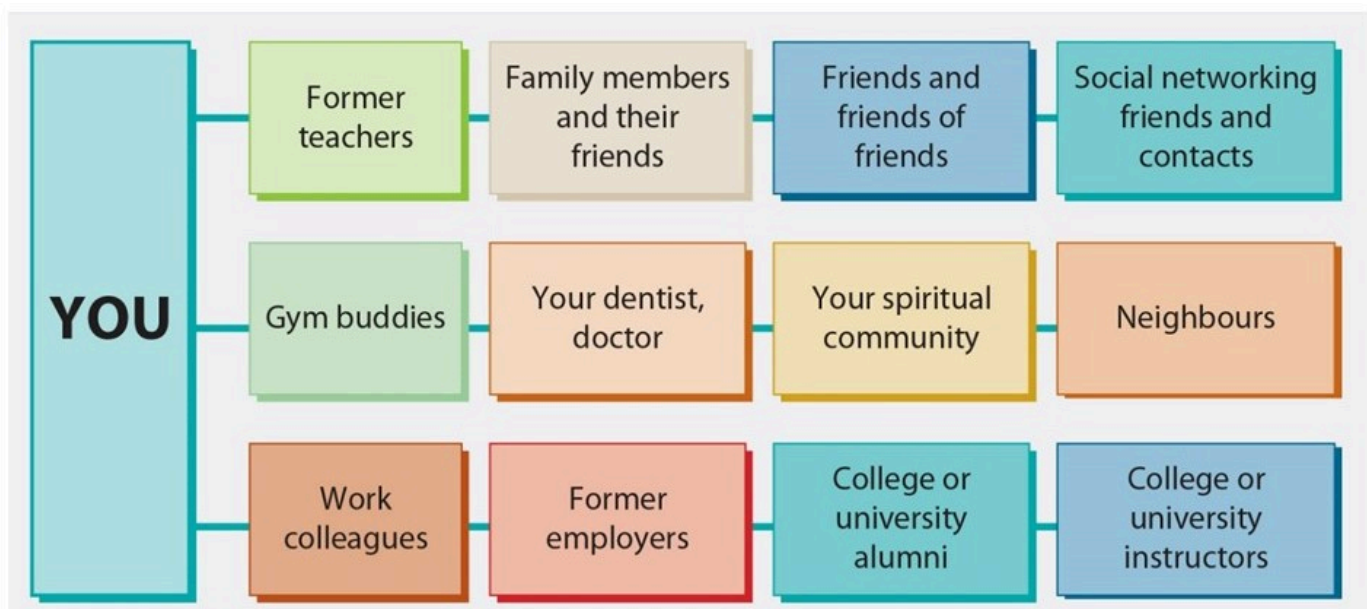 YOU
Former
teachers
Family members
and their
friends
Friends and
friends of
friends
Social networking
friends and
contacts
Gym buddies
Your dentist,
doctor
Your spiritual
community
Neighbours
Work
colleagues
Former
employers
College or
university
alumni
College or
university
instructors